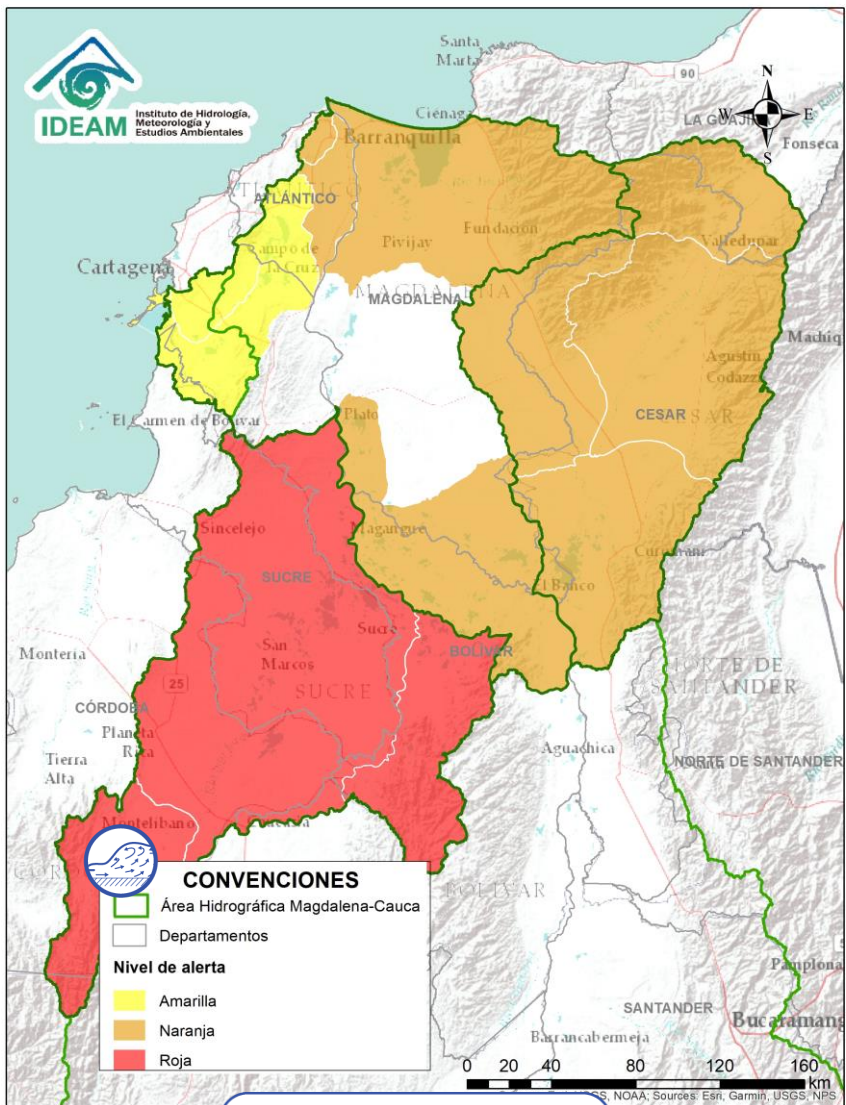 Santa
Marta
90
N
W E
S
IDEAM
Instituto de Hidrología,
Meteorología y
Estudios Ambientales
Ciénaga
LA GUAJIRA
Fonseca
Barranquilla
ATLÁNTICO
Fundación
Pivijay
Valledupar
Campo de
la Cruz
Cartagena
MAGDALENA
MAGDALENA
Machiq
Agustín
Codazzi
Plato
CESAR
El Carmen de Bolívar
Sincelejo
Magangué
Curumaní
SUCRE
El Banco
Sucre
San
Marcos
BOLÍVAR
Montería
NORTE DE
SANTANDER
25
SUCRE
CÓRDOBA
Planeta
Rica
Aguachica
Tierra
Alta
NORTE DE SANTANDER
Montelíbano
CONVENCIONES
BOLÍVAR
Área Hidrográfica Magdalena-Cauca
Departamentos
Nivel de alerta
Pamplona
Amarilla
SANTANDER
Bucaramang
Naranja
Barrancabermeja
Roja
0 20 40 80 120 160
km
NOAA; Sources: Esri, Garmin, USGS, NPS